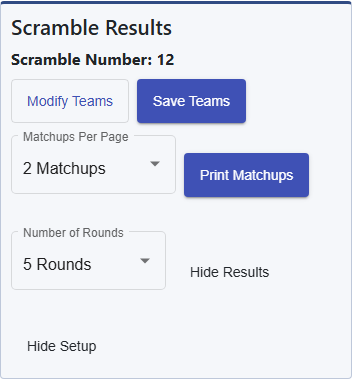 Scramble Results
Scramble Number: 12
Modify Teams Save Teams
Matchups Per Page
2 Matchups
Print Matchups
Number of Rounds
5 Rounds
Hide Results
Hide Setup